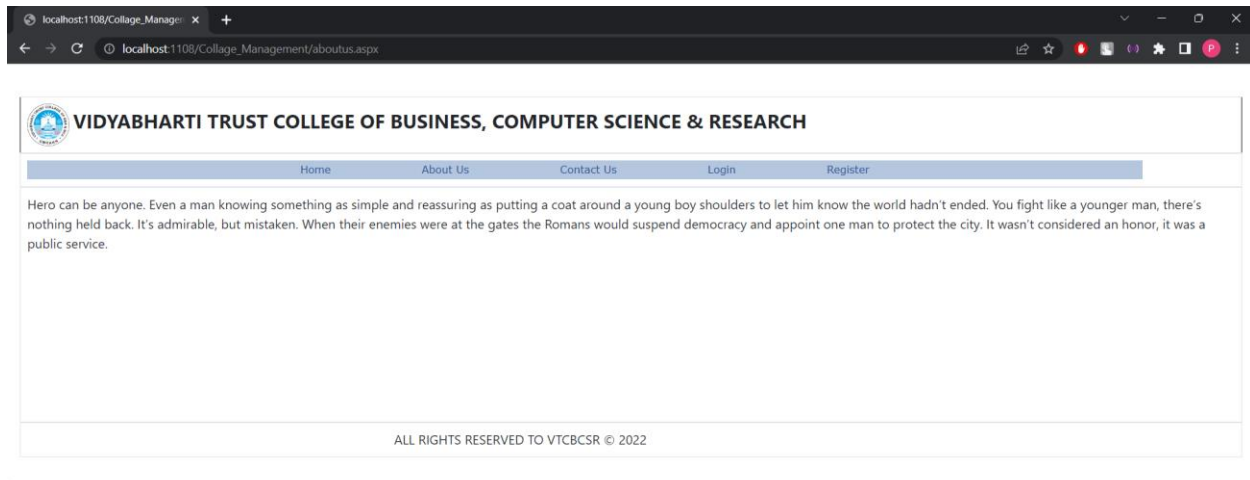 localhost:1108/Collage_Manager
localhost:1108/Collage_Management/aboutus.aspx
P
VIDYABHARTI TRUST COLLEGE OF BUSINESS, COMPUTER SCIENCE & RESEARCH
Home About Us Contact Us Login Register
Hero can be anyone. Even a man knowing something as simple and reassuring as putting a coat around a young boy shoulders to let him know the world hadn't ended. You fight like a younger man, there's
nothing held back. It's admirable, but mistaken. When their enemies were at the gates the Romans would suspend democracy and appoint one man to protect the city. It wasn't considered an honor, it was a
public service.
ALL RIGHTS RESERVED TO VTCBCSR © 2022